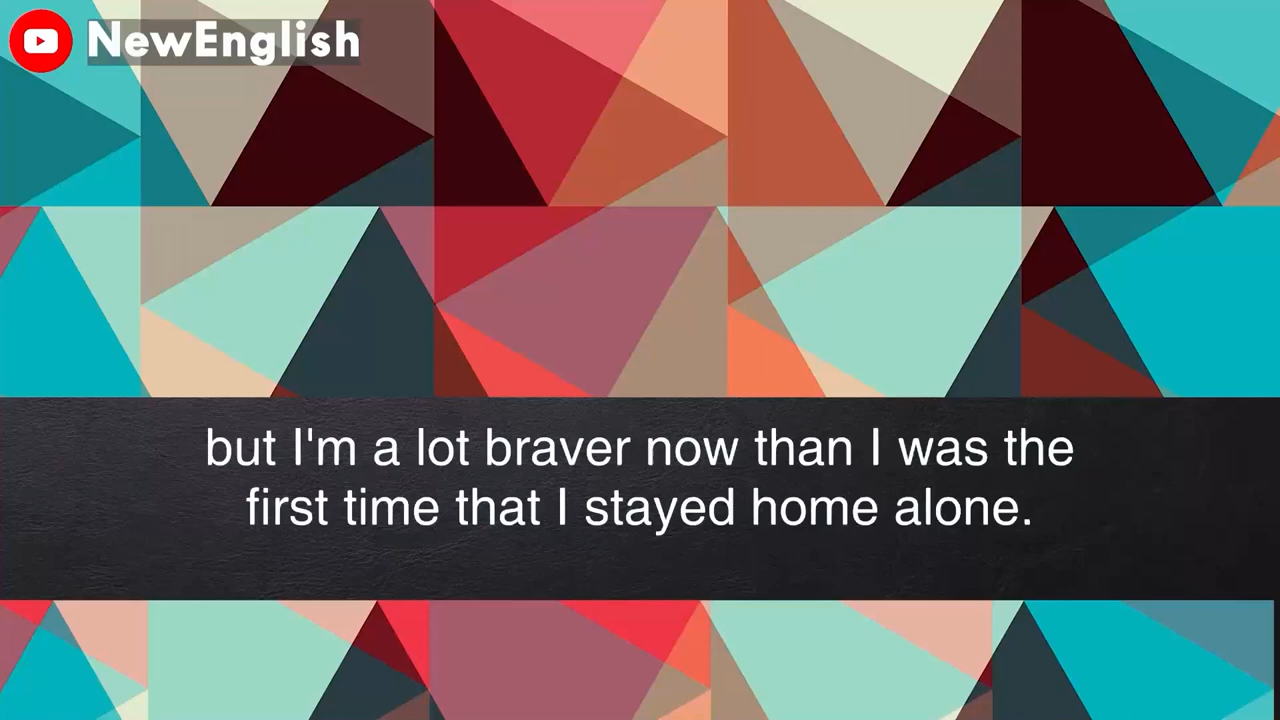 NewEnglish
but I'm a lot braver now than I was the
first time that I stayed home alone.